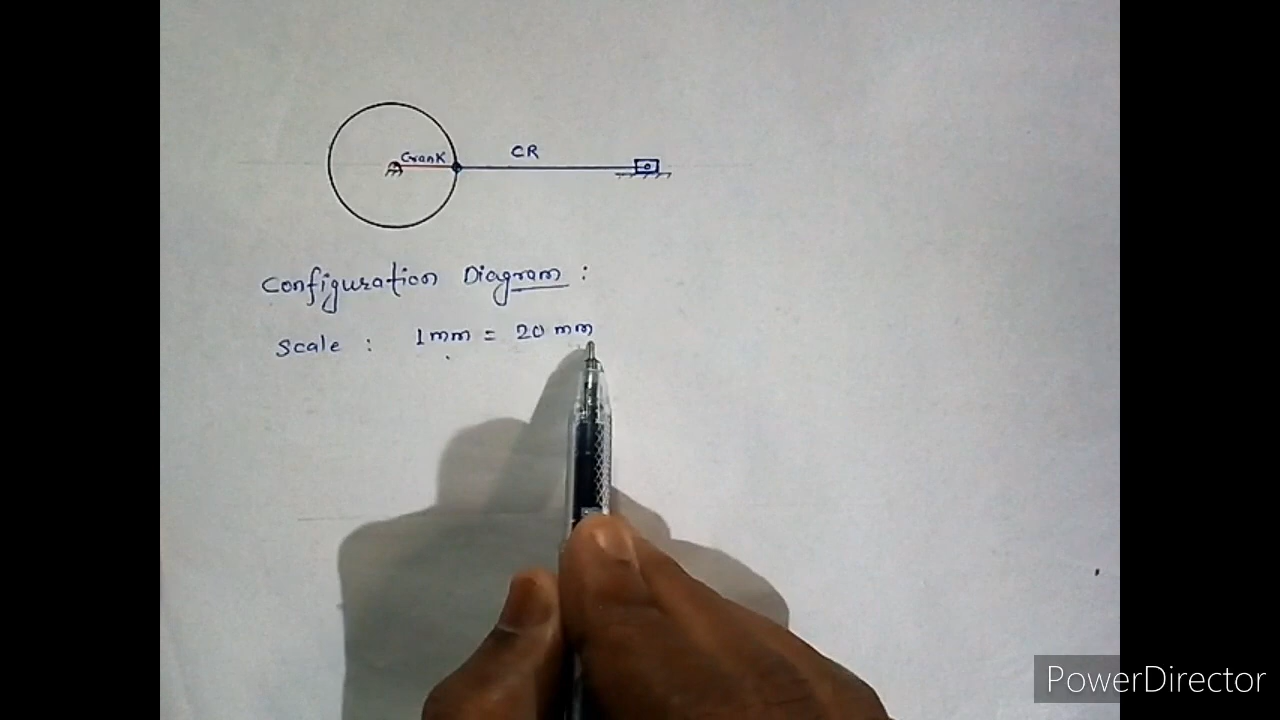 Crank
CR
Configuration Diagram :
Scale : 1mm = 20 mm
PowerDirector